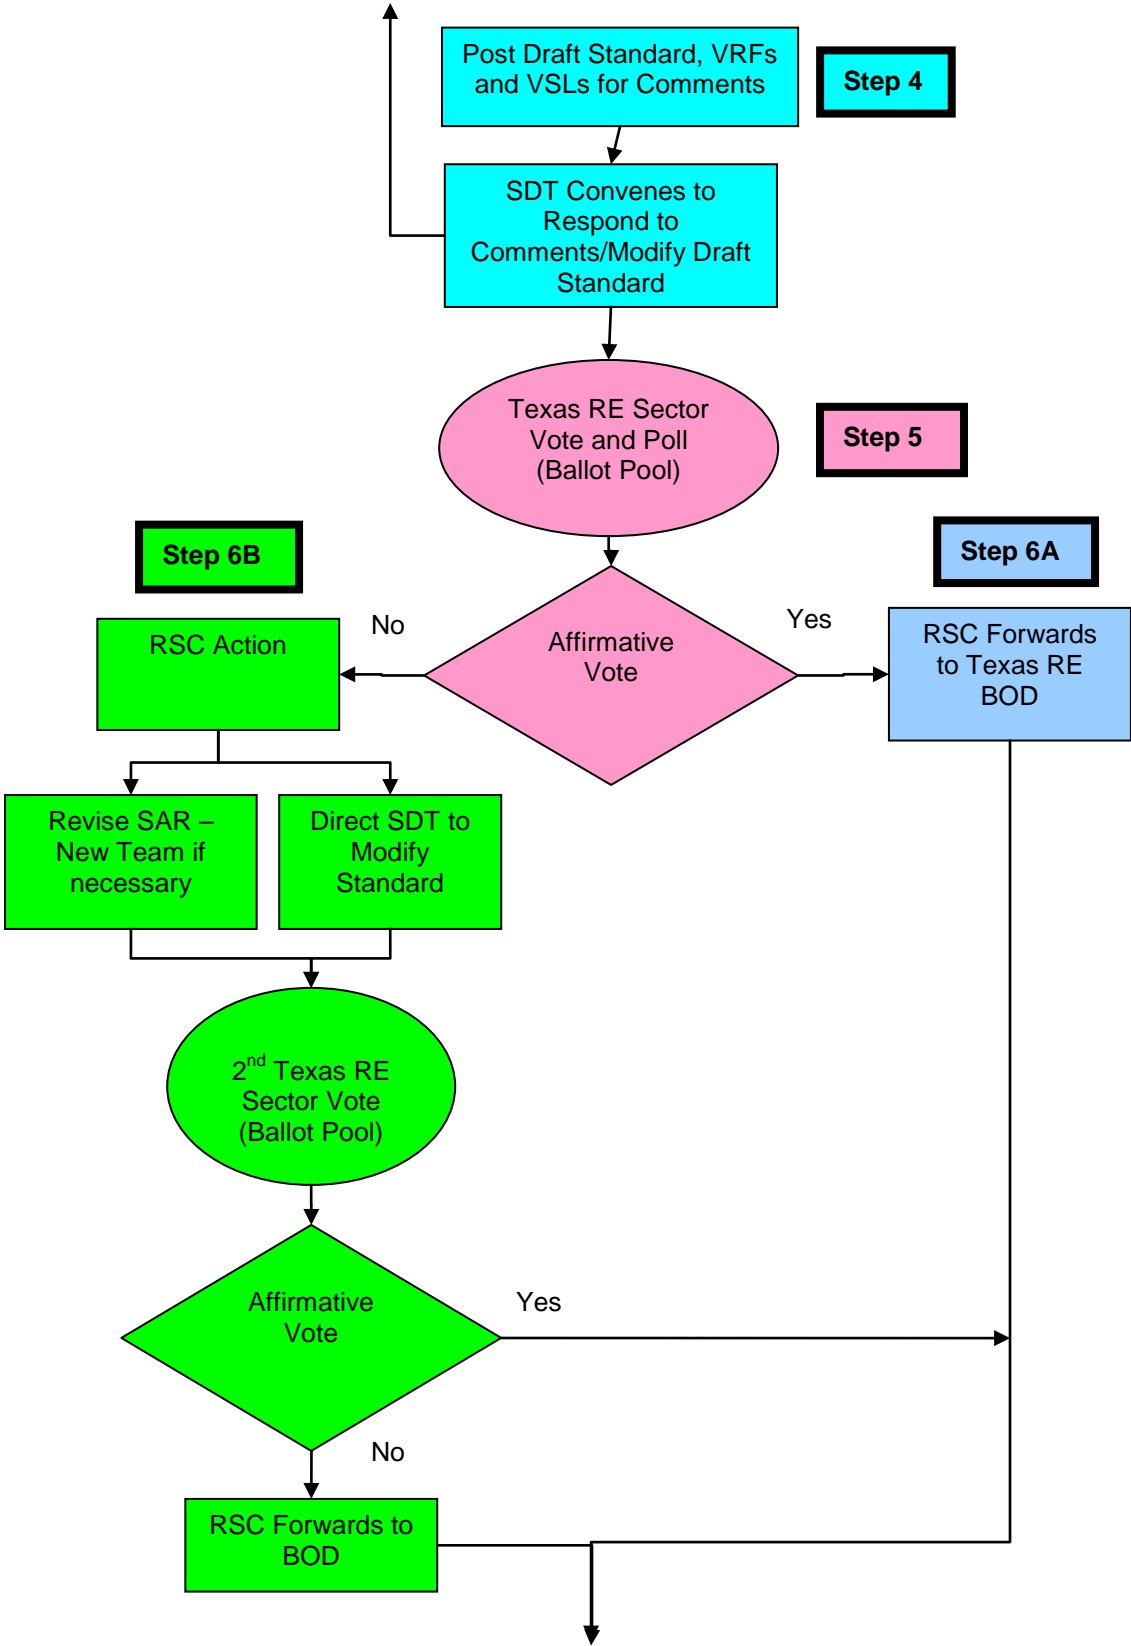 Post Draft Standard, VRFs
and VSLs for Comments
Step 4
SDT Convenes to
Respond to
Comments/Modify Draft
Standard
Texas RE Sector
Vote and Poll
(Ballot Pool)
Step 5
Step 6B
Step 6A
RSC Action
No
Affirmative
Vote
Yes
RSC Forwards
to Texas RE
BOD
Revise SAR –
New Team if
necessary
Direct SDT to
Modify
Standard
2nd Texas RE
Sector Vote
(Ballot Pool)
Affirmative
Vote
Yes
No
RSC Forwards to
BOD